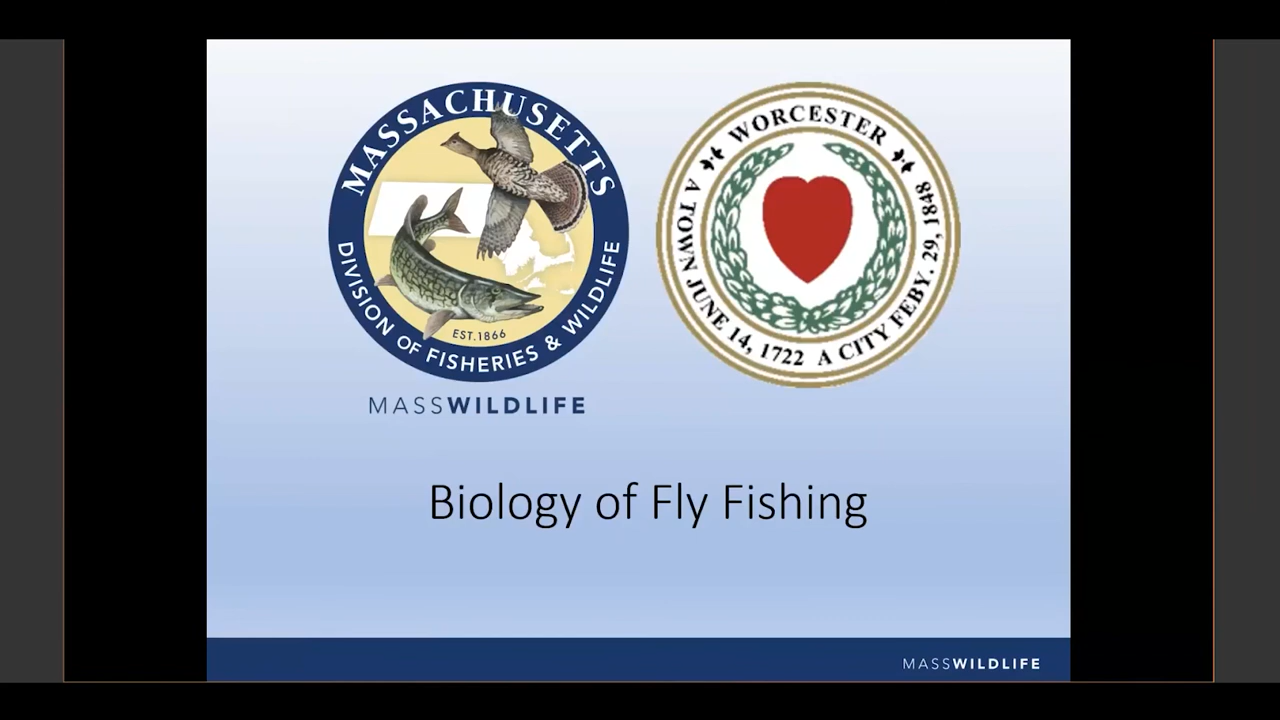 MASSACHUSETTS
DIVISION OF FISHERIES & WILDLIFE
EST.1866
MASSWILDLIFE
WORCESTER
A TOWN JUNE 14, 1722 A CITY FEBY. 29, 1848
Biology of Fly Fishing
MASSWILDLIFE